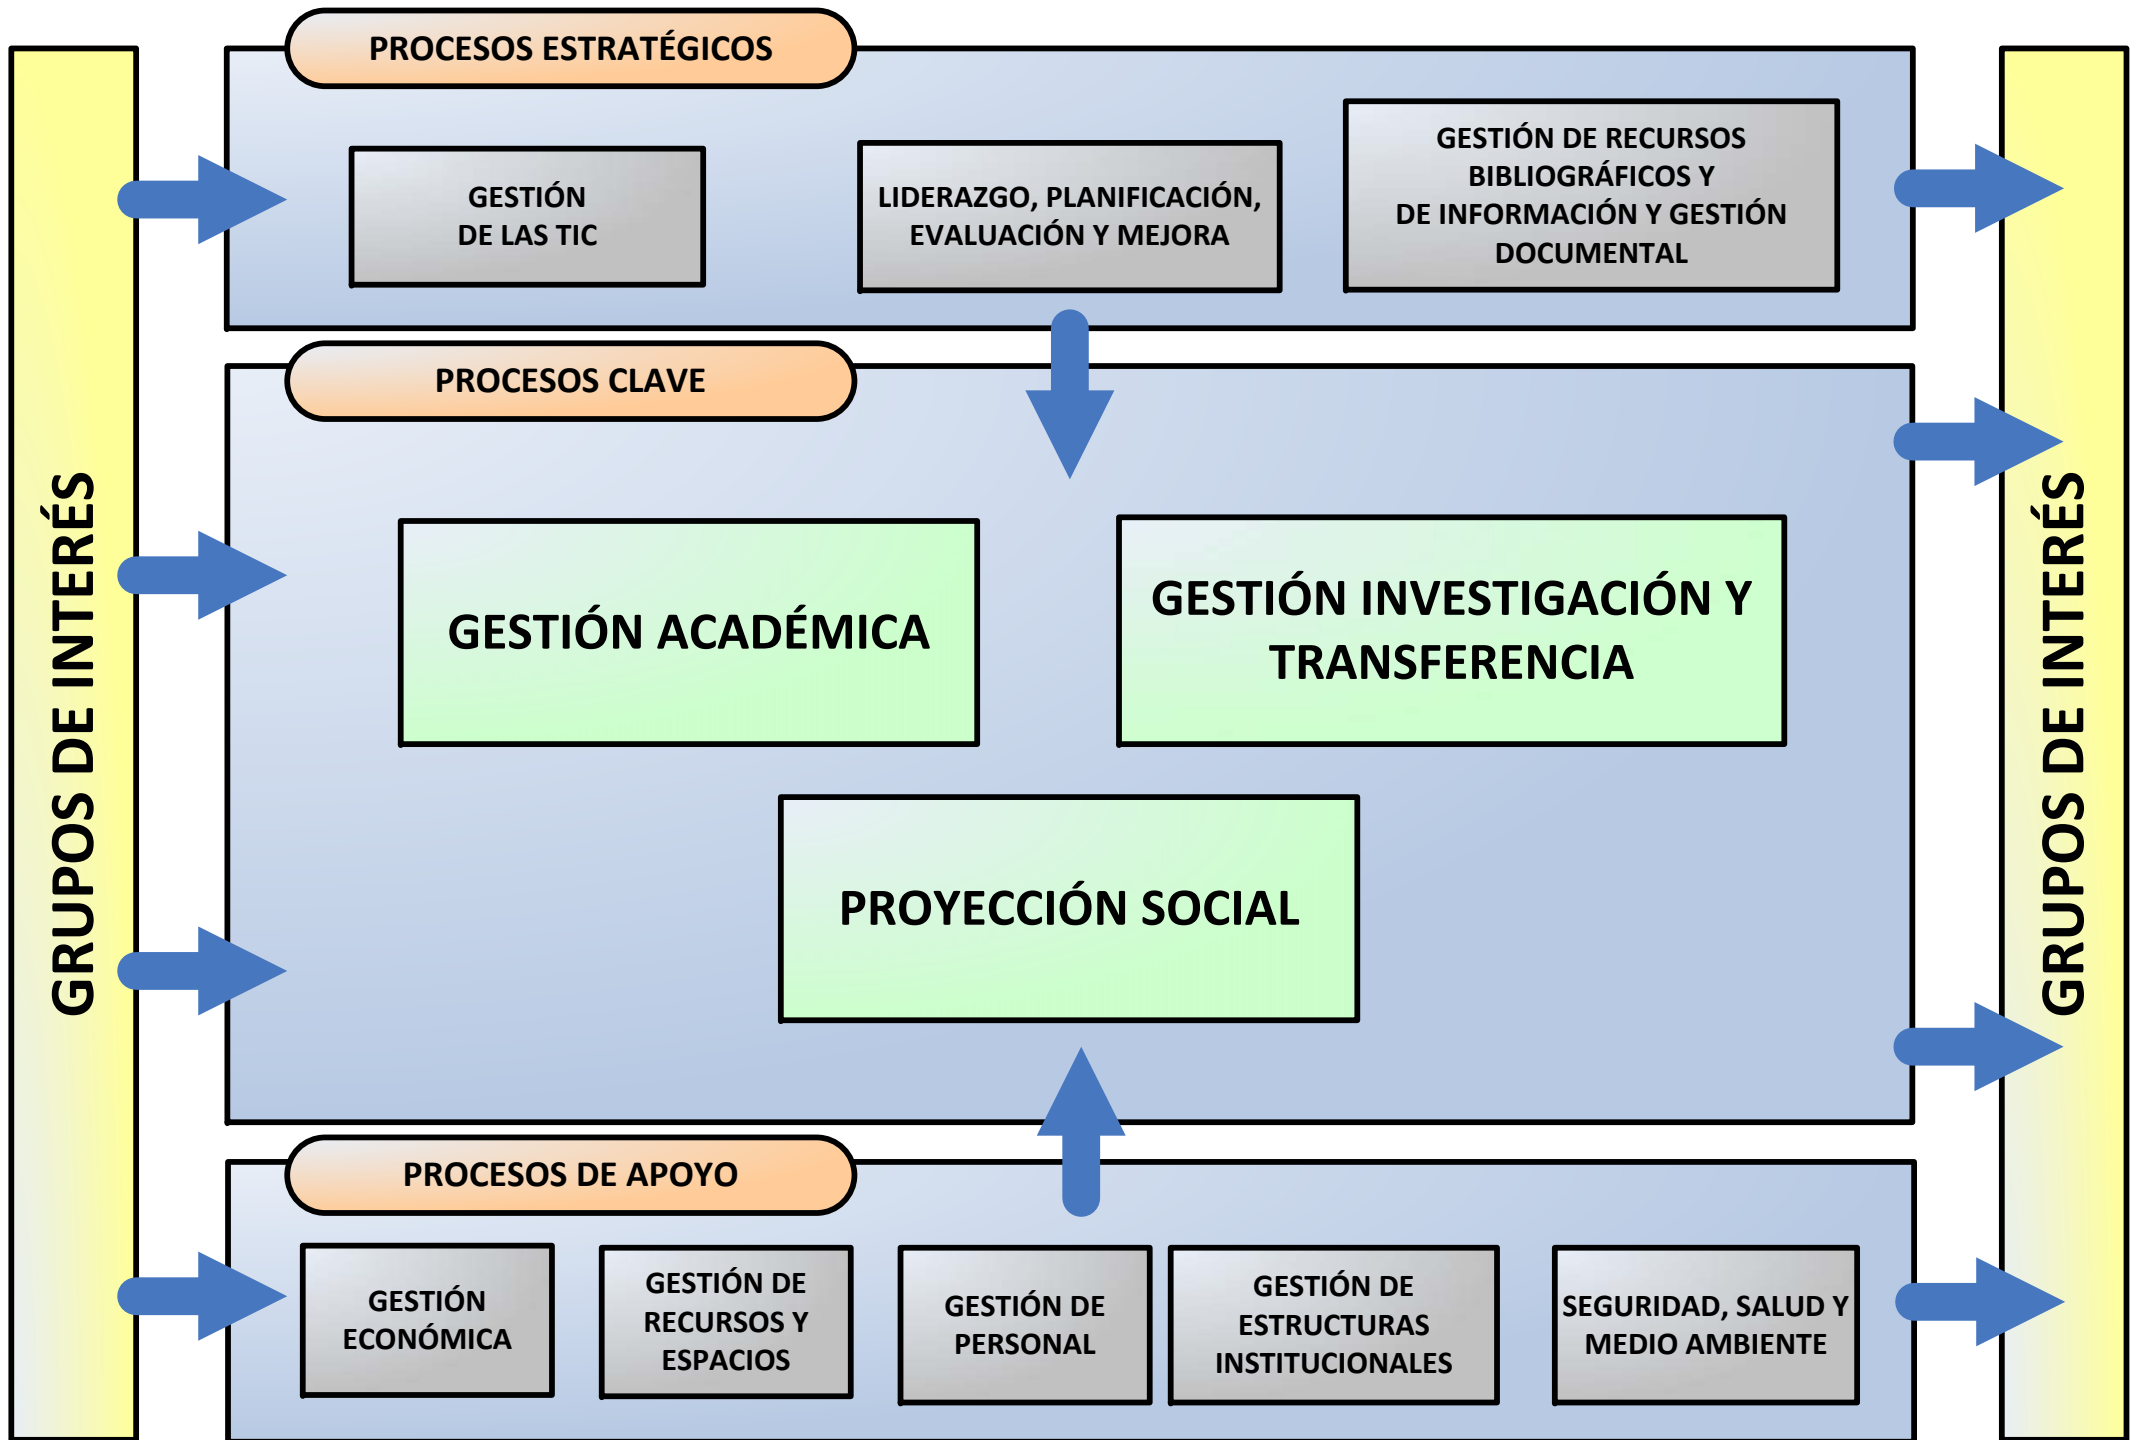 PROCESOS ESTRATÉGICOS
GESTIÓN
DE LAS TIC
LIDERAZGO, PLANIFICACIÓN,
EVALUACIÓN Y MEJORA
GESTIÓN DE RECURSOS
BIBLIOGRÁFICOS Y
DE INFORMACIÓN Y GESTIÓN
DOCUMENTAL
GRUPOS DE INTERÉS
PROCESOS CLAVE
GESTIÓN ACADÉMICA
GESTIÓN INVESTIGACIÓN Y
TRANSFERENCIA
PROYECCIÓN SOCIAL
GRUPOS DE INTERÉS
PROCESOS DE APOYO
GESTIÓN
ECONÓMICA
GESTIÓN DE
RECURSOS Y
ESPACIOS
GESTIÓN DE
PERSONAL
GESTIÓN DE
ESTRUCTURAS
INSTITUCIONALES
SEGURIDAD, SALUD Y
MEDIO AMBIENTE